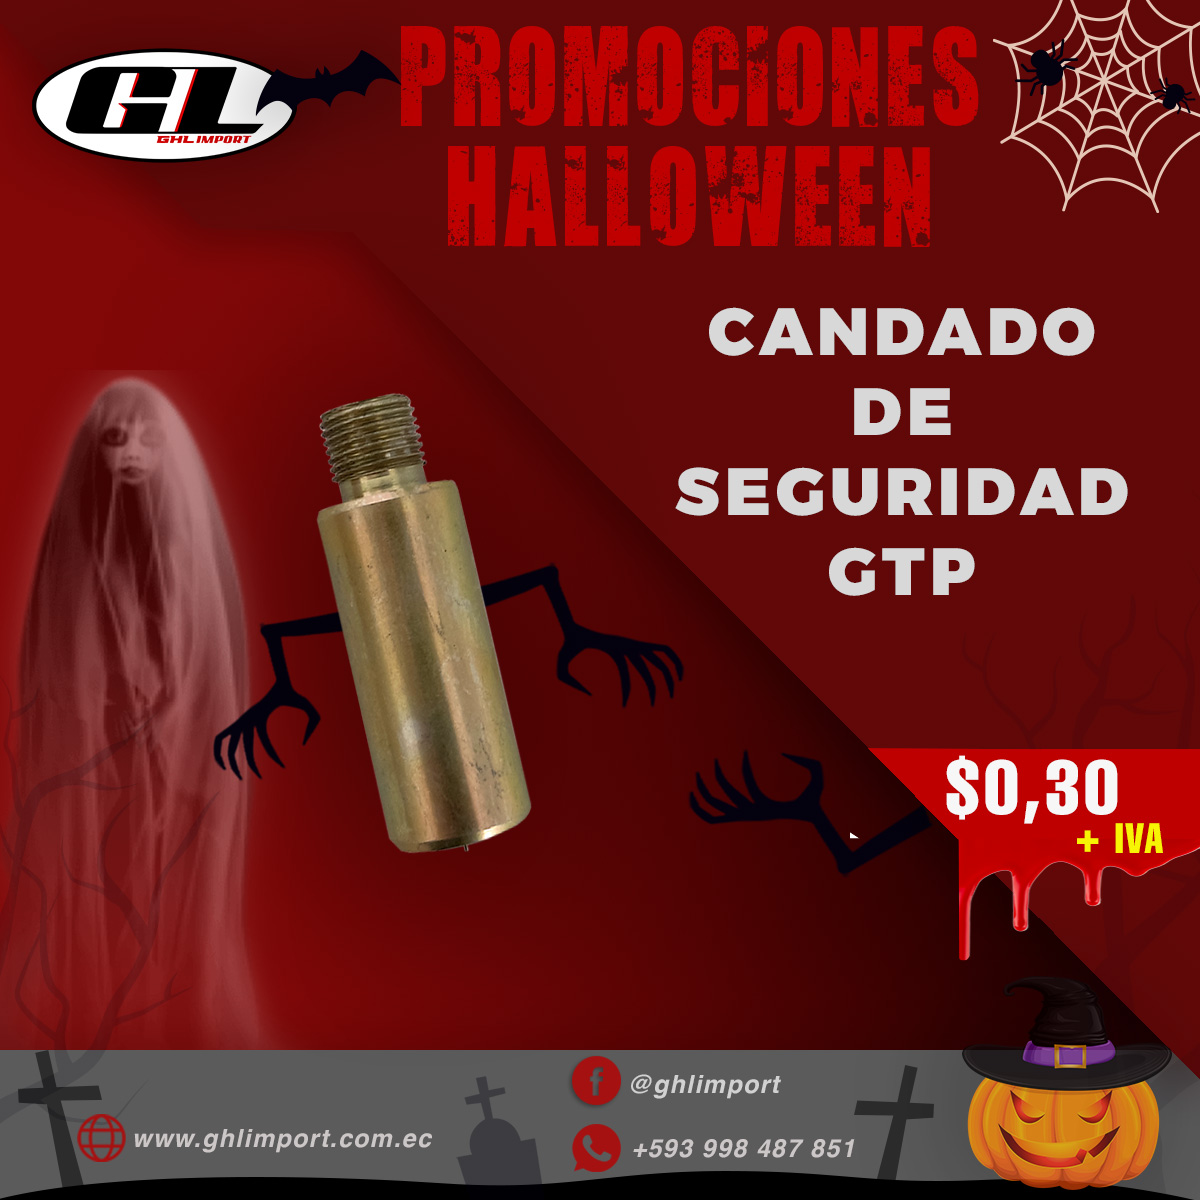 GHL
GHL IMPORT
PROMOCIONES
HALLOWEEN
CANDADO
DE
SEGURIDAD
GTP
$0,30
+ IVA
@ghlimport
www.ghlimport.com.ec
+593 998 487 851